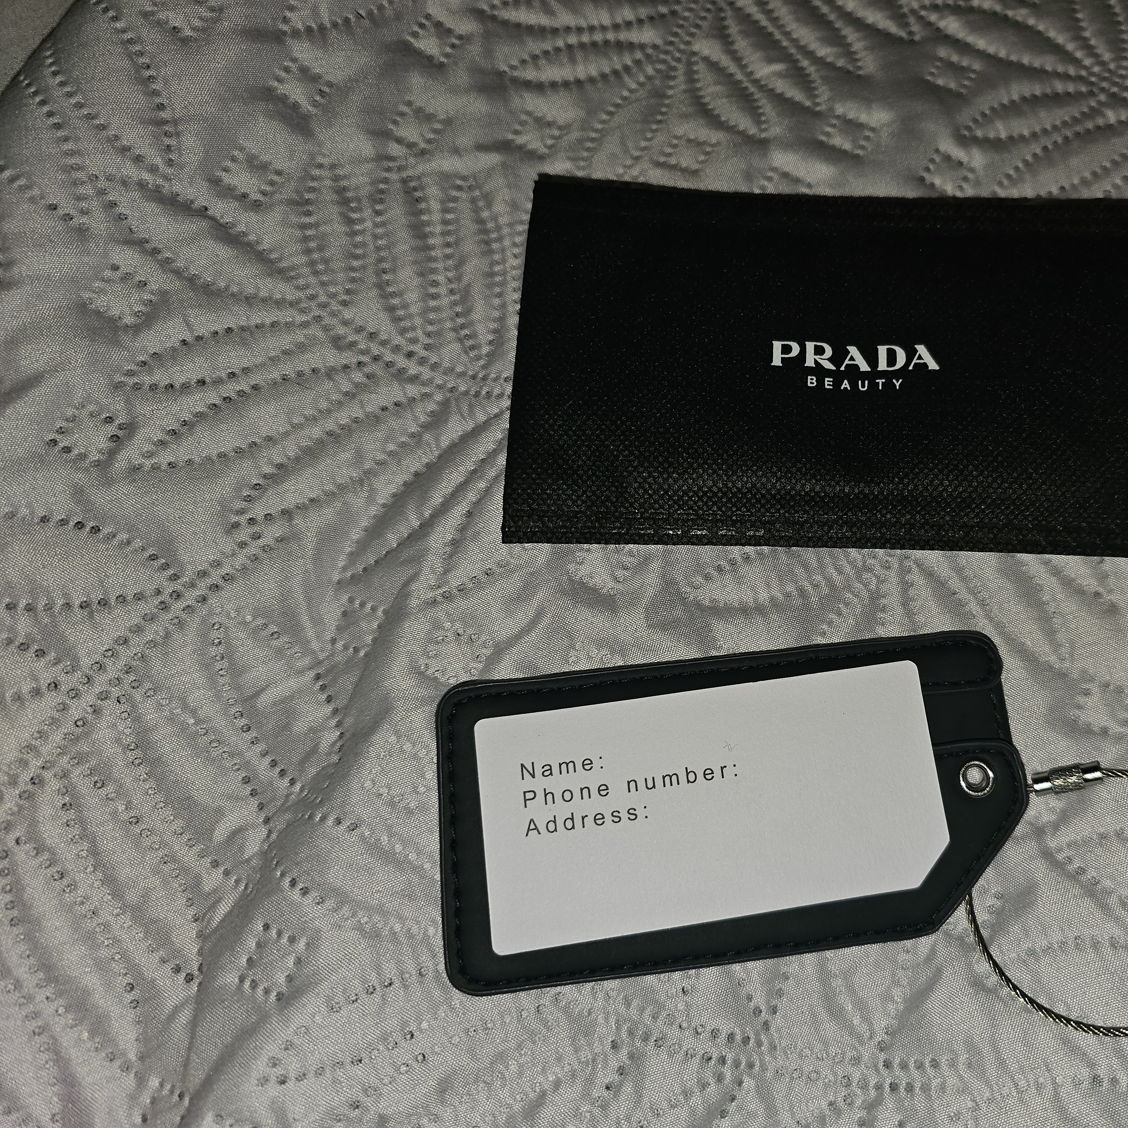 PRADA
BEAUTY
Name:
Phone number:
Address: